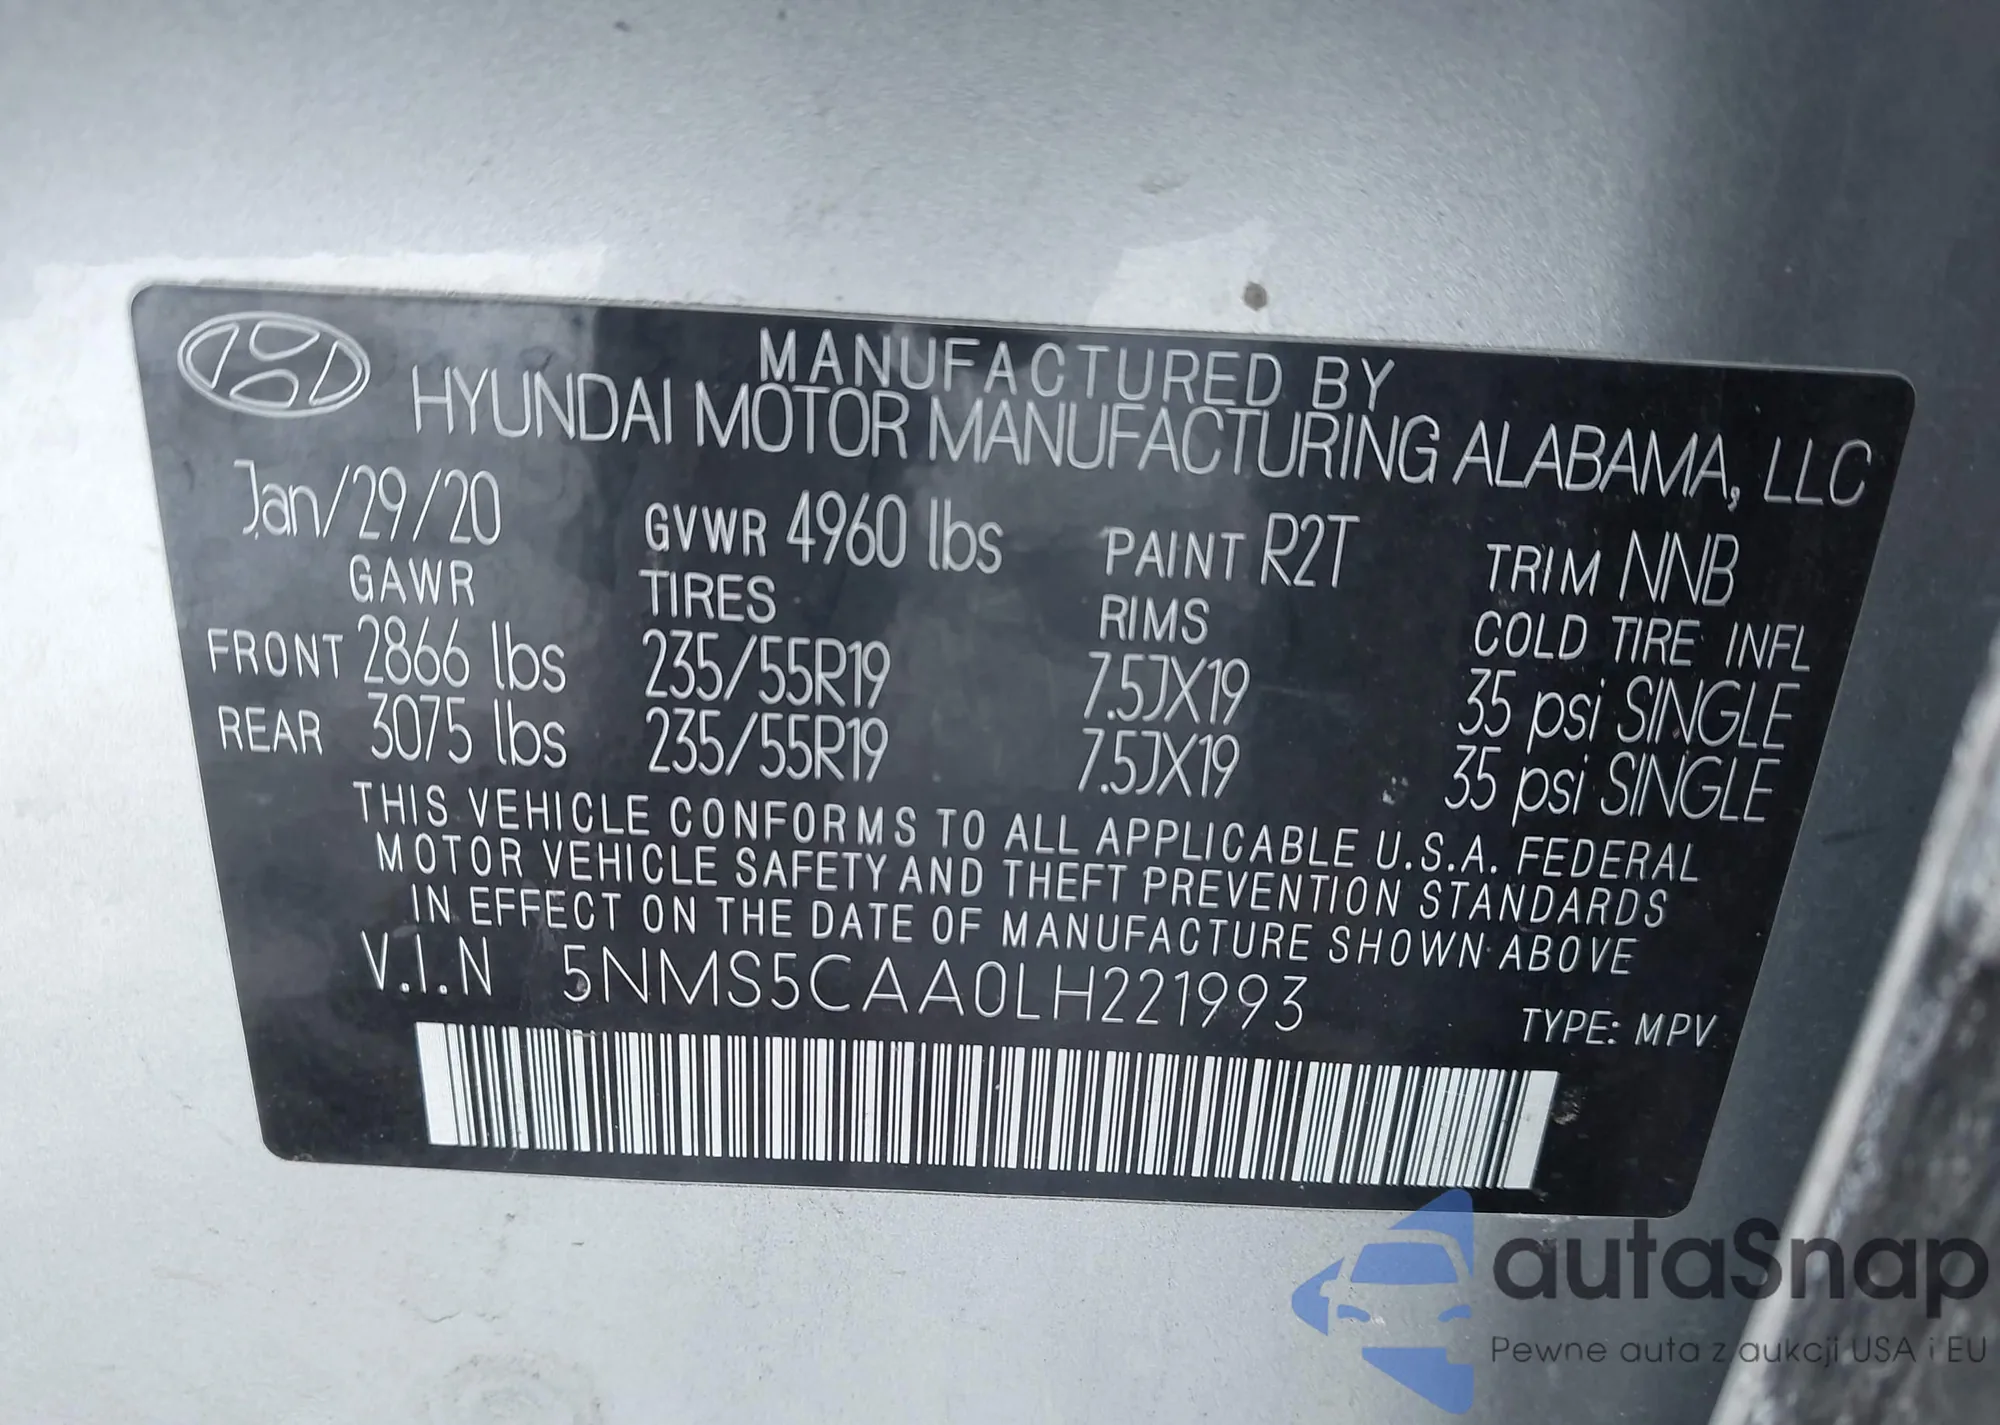 MANUFACTURED BY
HYUNDAI MOTOR MANUFACTURING ALABAMA, LLC
Jan/29/20 GVWR 4960 lbs PAINT R2T TRIM NNB
GAWR TIRES RIMS COLD TIRE INFL
FRONT 2866 lbs 235/55R19 7.5JX19 35 psi SINGLE
REAR 3075 lbs 235/55R19 7.5JX19 35 psi SINGLE
THIS VEHICLE CONFORMS TO ALL APPLICABLE U.S.A. FEDERAL
MOTOR VEHICLE SAFETY AND THEFT PREVENTION STANDARDS
IN EFFECT ON THE DATE OF MANUFACTURE SHOWN ABOVE
V.I.N 5NMS5CAA0LH221993
TYPE: MPV
autaSnap
Pewne auta z aukcji USA i EU